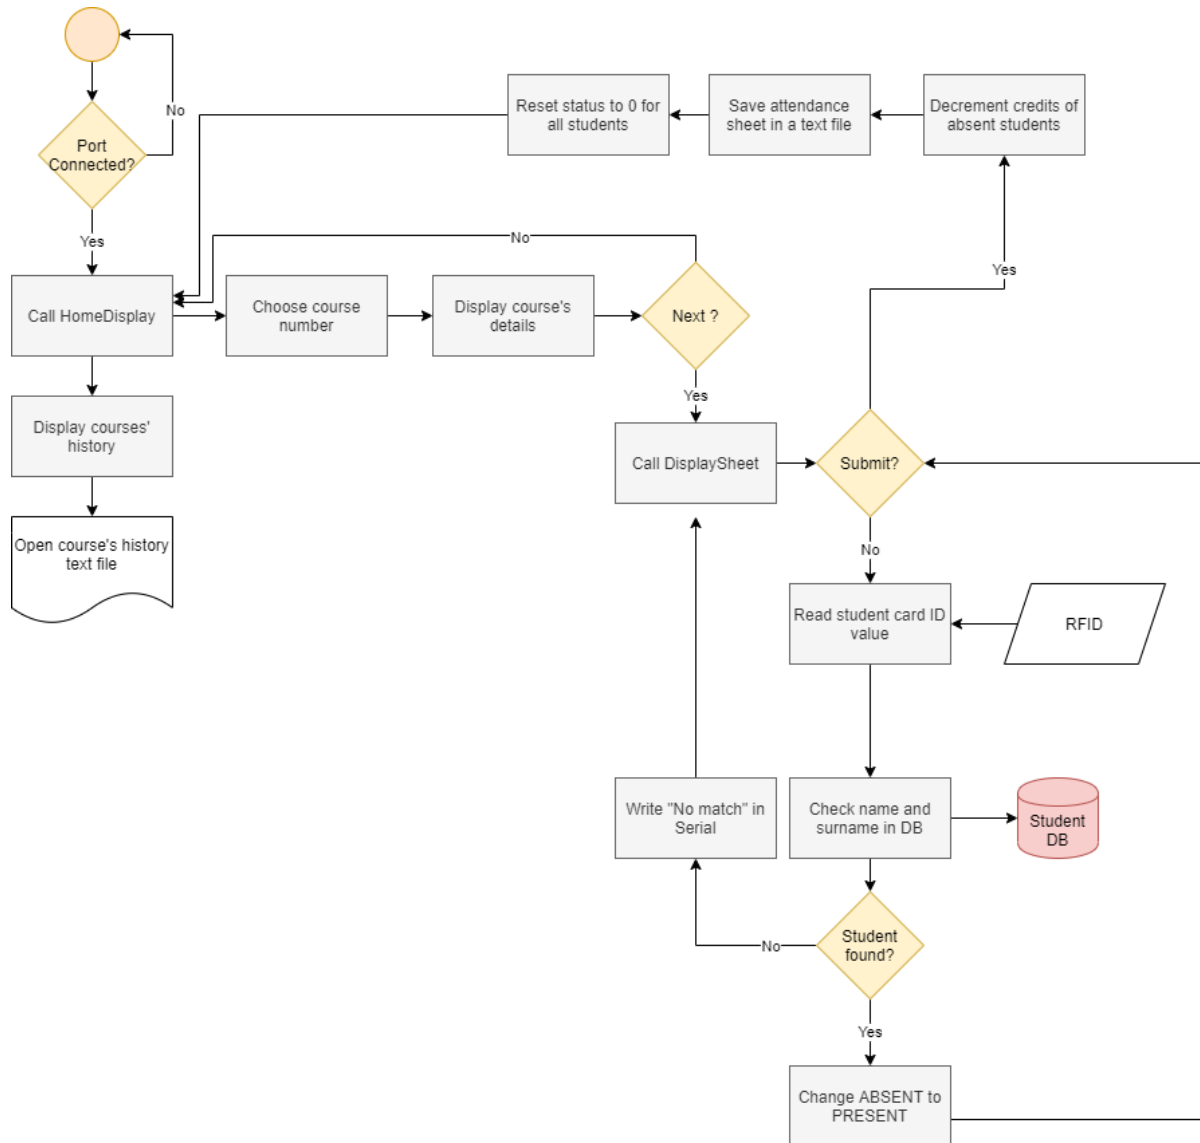 No
Port
Connected?
Reset status to 0 for
all students
Save attendance
sheet in a text file
Decrement credits of
absent students
Yes
No
Yes
Call HomeDisplay
Choose course
number
Display course's
details
Next ?
Yes
Display courses'
history
Call DisplaySheet
Submit?
Open course's history
text file
No
Read student card ID
value
RFID
Write "No match" in
Serial
Check name and
surname in DB
Student
DB
No
Student
found?
Yes
Change ABSENT to
PRESENT